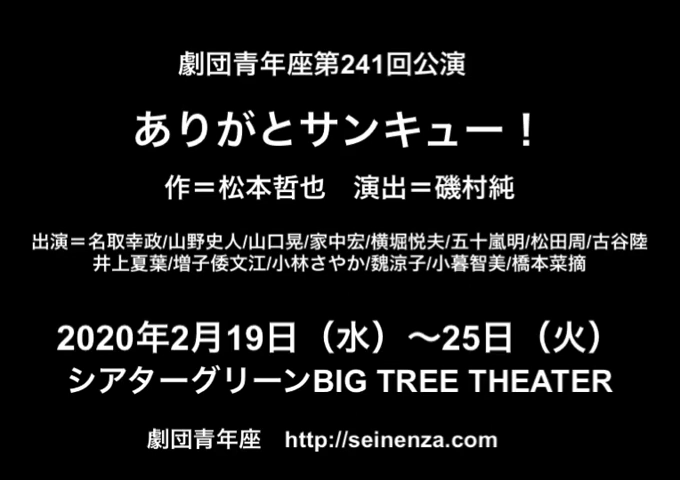 劇団青年座第241回公演
ありがとサンキュー！
作＝松本哲也　演出＝磯村純
出演＝名取幸政/山野史人/山口晃/家中宏/横堀悦夫/五十嵐明/松田周/古谷陸
井上夏葉/増子倭文江/小林さやか/魏涼子/小暮智美/橋本菜摘
2020年2月19日（水）～25日（火）
シアターグリーンBIG TREE THEATER
劇団青年座　http://seinenza.com